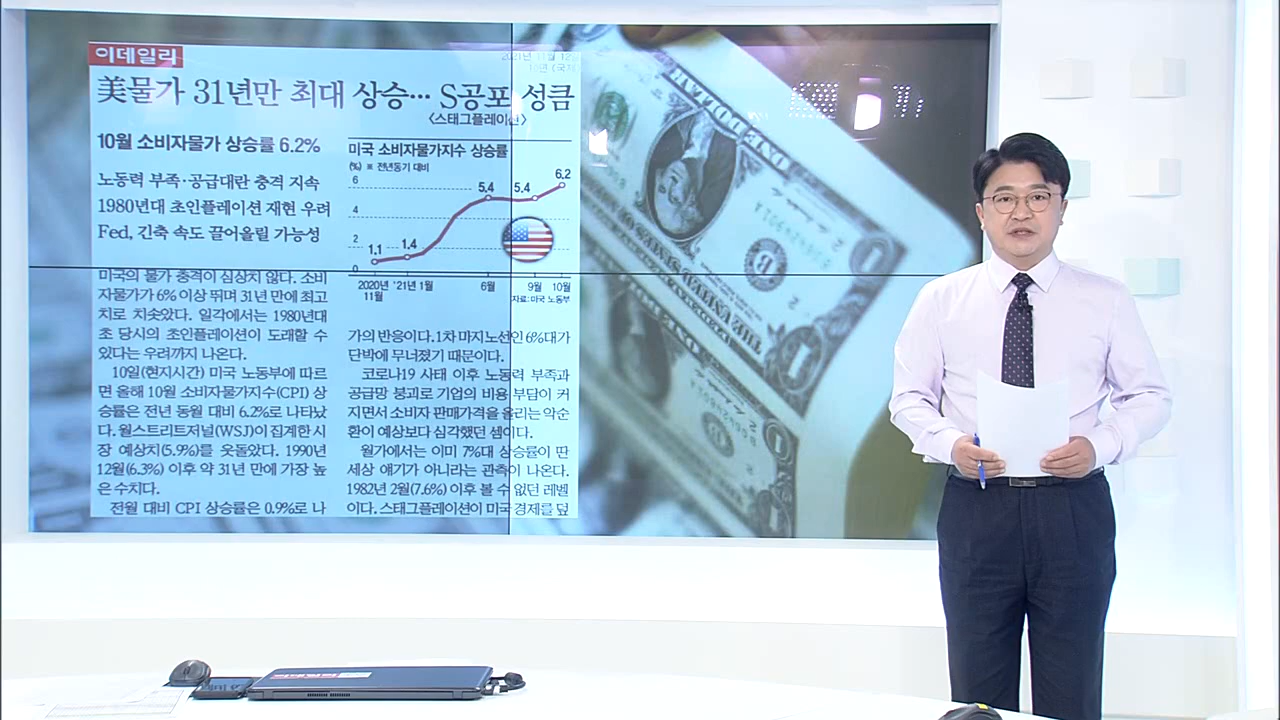 이데일리
2021년 11월 12일
美물가 31년만 최대 상승… S공포 성큼
〈스태그플레이션〉
10월 소비자물가 상승률 6.2%
노동력 부족·공급대란 충격 지속
1980년대 초인플레이션 재현 우려
Fed, 긴축 속도 끌어올릴 가능성
미국 소비자물가지수 상승률
(%) ※ 전년동기 대비
6
4
2
0
1.1
1.4
5.4
5.4
6.2
2020년 '21년 1월 6월 9월 10월
11월
자료: 미국 노동부
미국의 물가 충격이 심상치 않다. 소비
자물가가 6% 이상 뛰며 31년 만에 최고
치로 치솟았다. 일각에서는 1980년대
초 당시의 초인플레이션이 도래할 수
있다는 우려까지 나온다.
10일(현지시간) 미국 노동부에 따르
면 올해 10월 소비자물가지수(CPI) 상
승률은 전년 동월 대비 6.2%로 나타났
다. 월스트리트저널(WSJ)이 집계한 시
장 예상치(5.9%)를 웃돌았다. 1990년
12월(6.3%) 이후 약 31년 만에 가장 높
은 수치다.
전월 대비 CPI 상승률은 0.9%로 나
가의 반응이다. 1차 마지노선인 6%대가
단박에 무너졌기 때문이다.
코로나19 사태 이후 노동력 부족과
공급망 붕괴로 기업의 비용 부담이 커
지면서 소비자 판매가격을 올리는 악순
환이 예상보다 심각했던 셈이다.
월가에서는 이미 7%대 상승률이 딴
세상 얘기가 아니라는 관측이 나온다.
1982년 2월(7.6%) 이후 볼 수 없던 레벨
이다. 스태그플레이션이 미국 경제를 덮
ONE DOLLAR
THE UNITED STATES
B